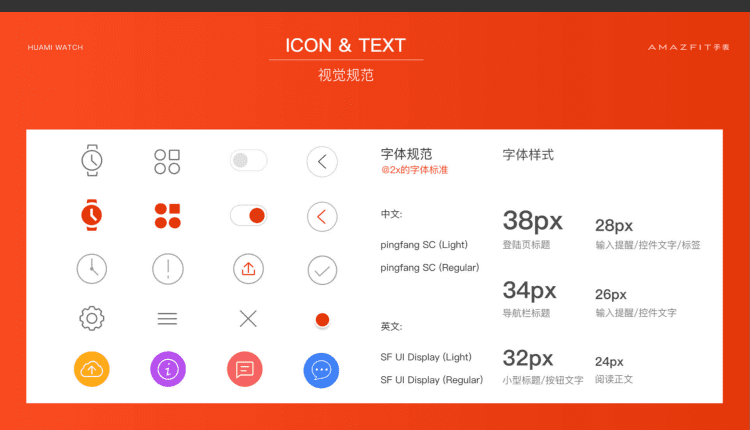 HUAMI WATCH
ICON & TEXT
AMAZFIT手表
视觉规范
字体规范
@2x的字体标准
字体样式
中文:
pingfang SC (Light)
pingfang SC (Regular)
英文:
SF UI Display (Light)
SF UI Display (Regular)
38px
登陆页标题
28px
输入提醒/控件文字/标签
34px
导航栏标题
26px
输入提醒/控件文字
32px
小型标题/按钮文字
24px
阅读正文